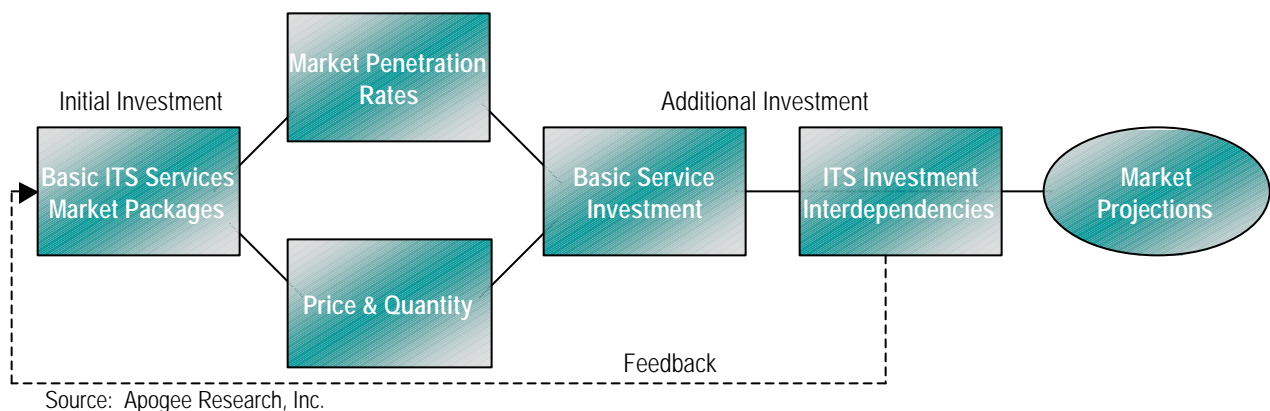 Market Penetration
Rates
Initial Investment
Additional Investment
Basic ITS Services
Market Packages
Basic Service
Investment
ITS Investment
Interdependencies
Market
Projections
Price & Quantity
Feedback
Source: Apogee Research, Inc.